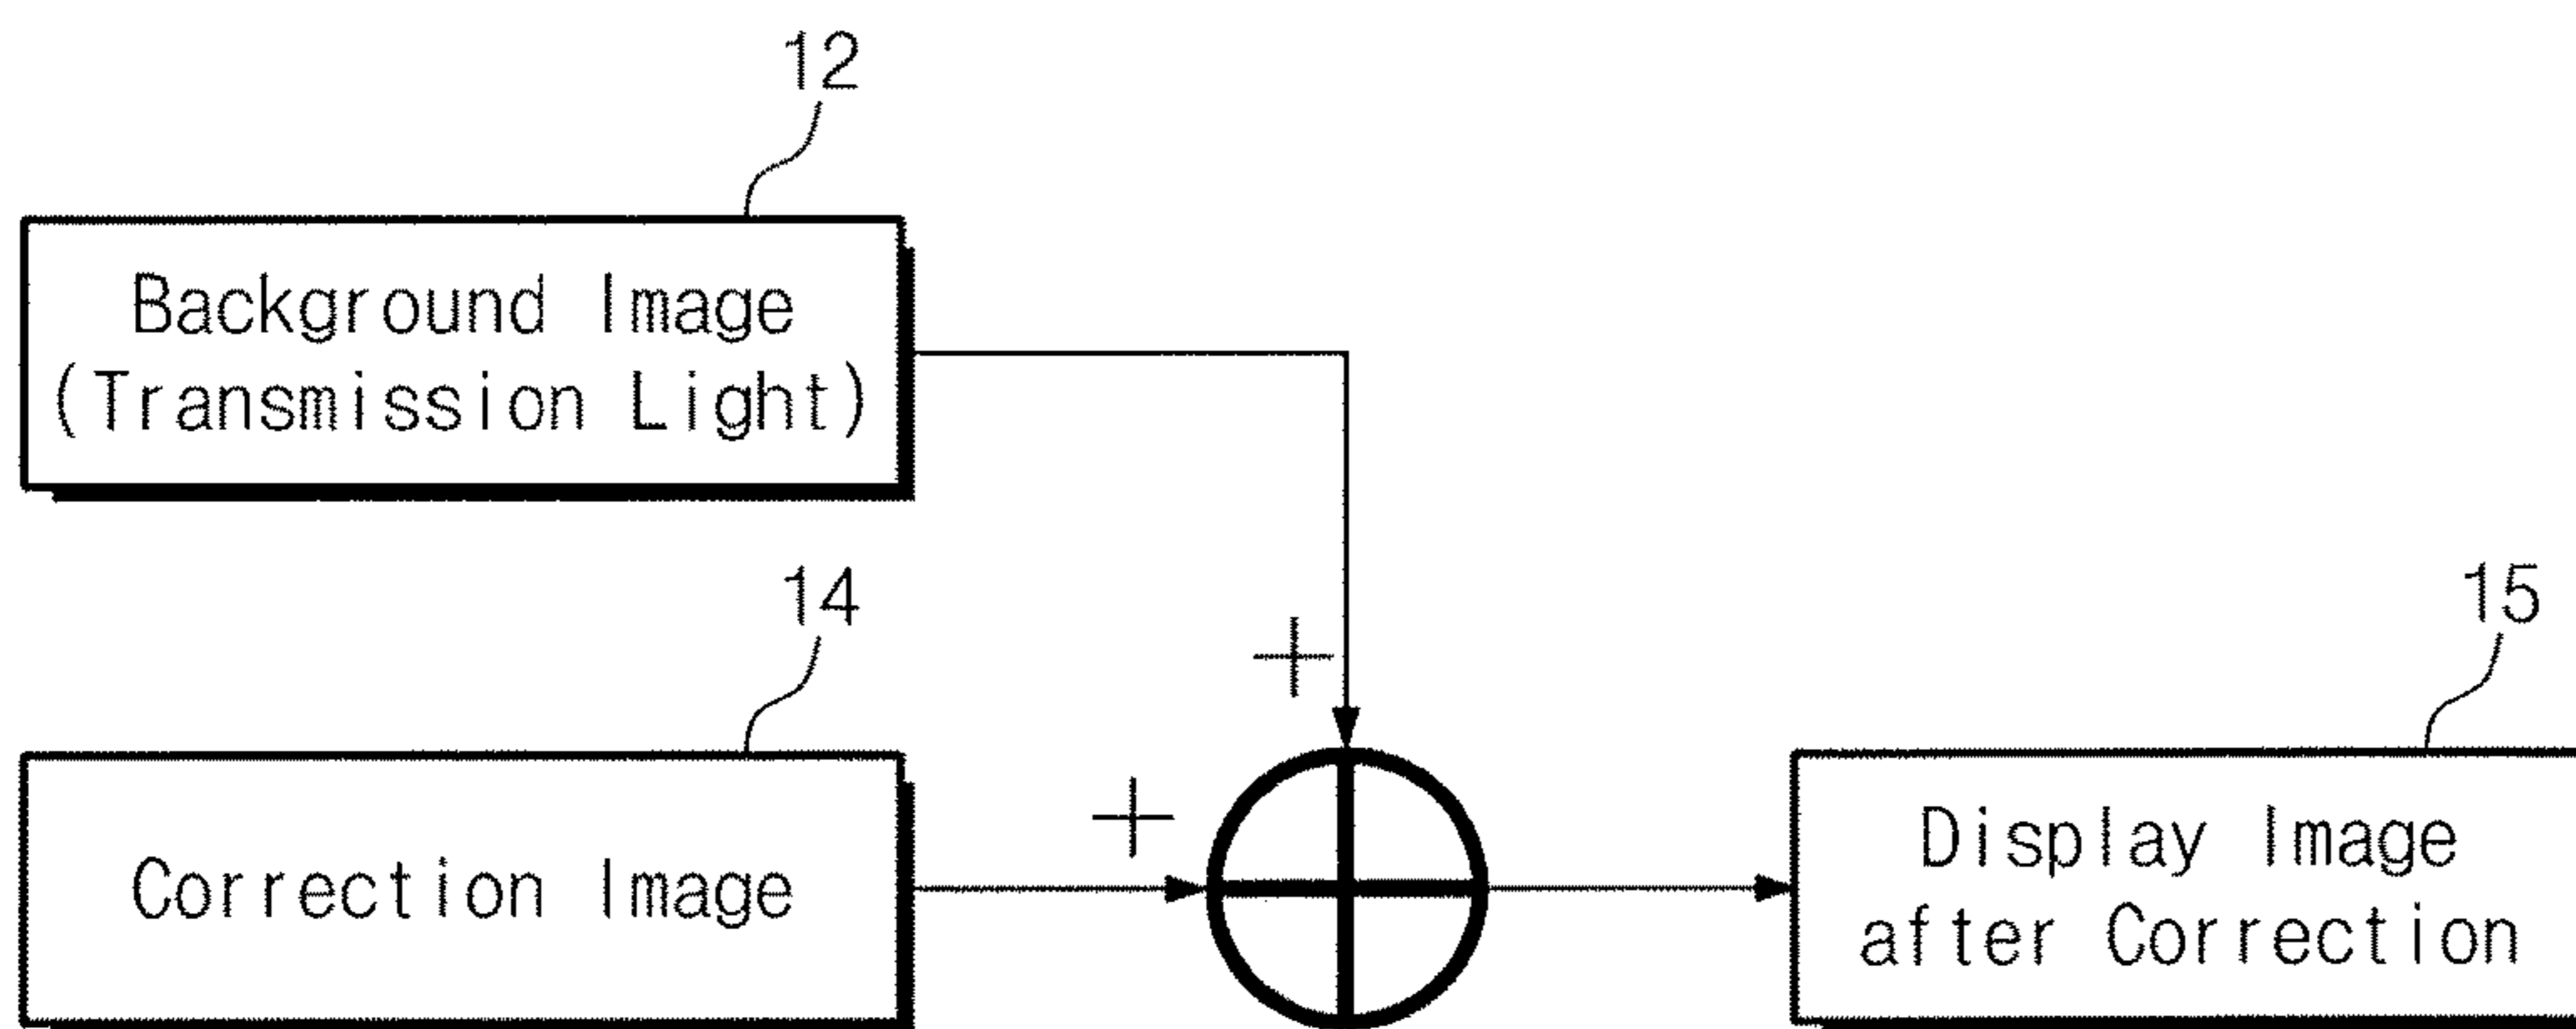 12
Background Image
(Transmission Light)
14
Correction Image
+
+
15
Display Image
after Correction